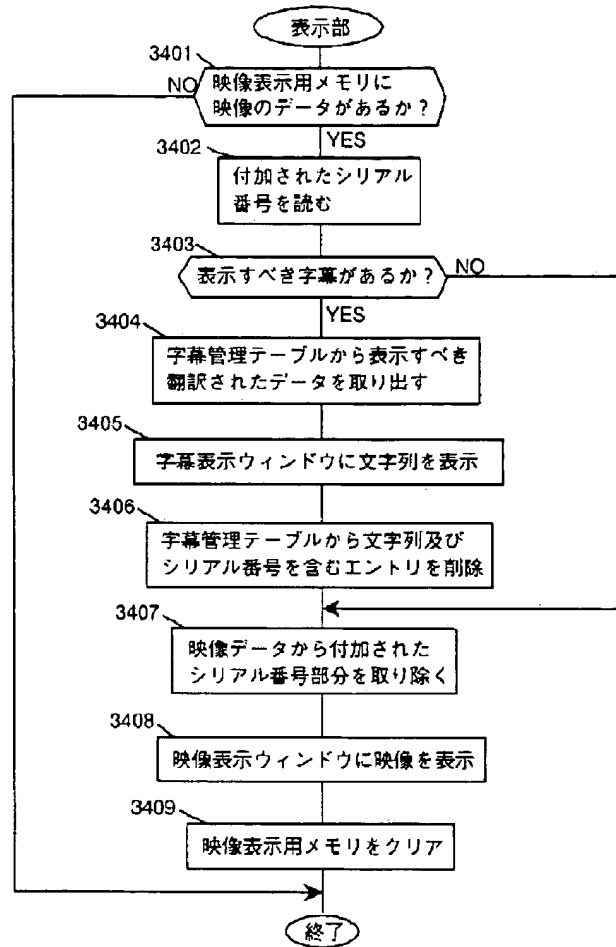 表示部
3401
NO
映像表示用メモリに
映像のデータがあるか?
YES
3402
付加されたシリアル
番号を読む
3403
表示すべき字幕があるか?
NO
YES
3404
字幕管理テーブルから表示すべき
翻訳されたデータを取り出す
3405
字幕表示ウィンドウに文字列を表示
3406
字幕管理テーブルから文字列及び
シリアル番号を含むエントリを削除
3407
映像データから付加された
シリアル番号部分を取り除く
3408
映像表示ウィンドウに映像を表示
3409
映像表示用メモリをクリア
終了